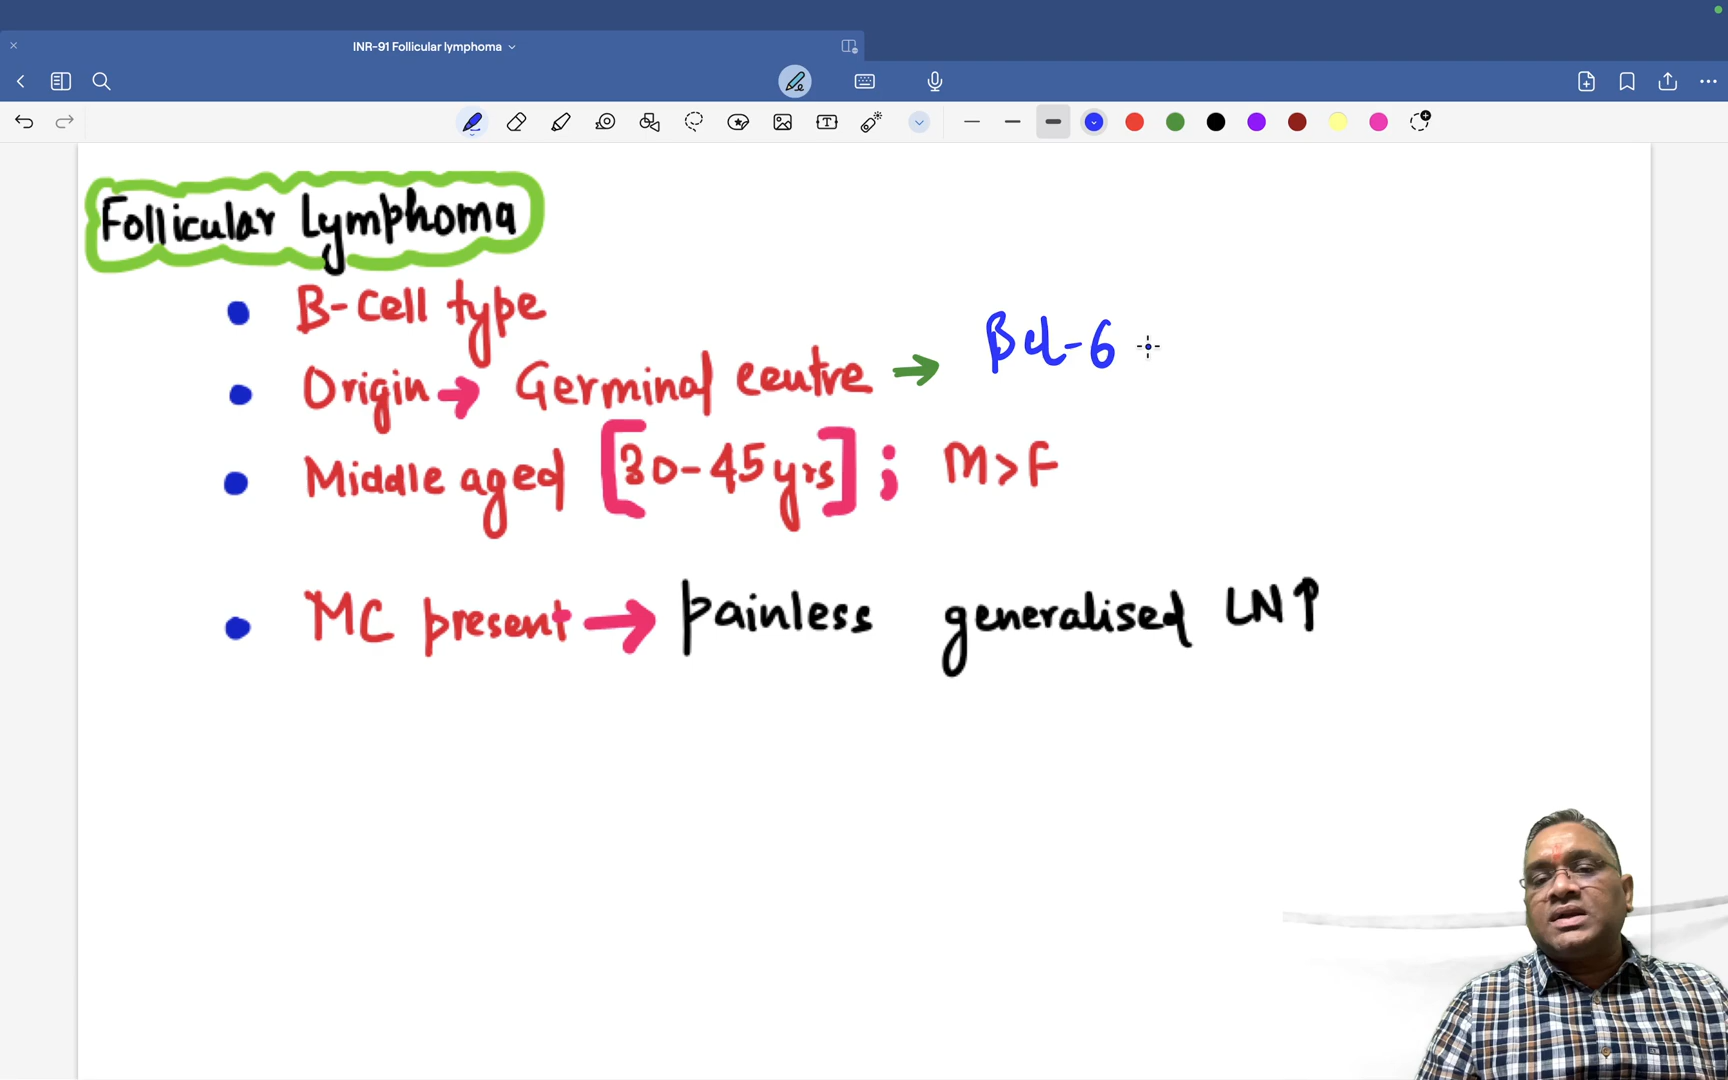 INR-91 Follicular lymphoma
Follicular Lymphoma
B-cell type
Origin → Germinal centre → Bcl-6
Middle aged [30-45 yrs] ; M>F
MC present → Painless generalised LN↑